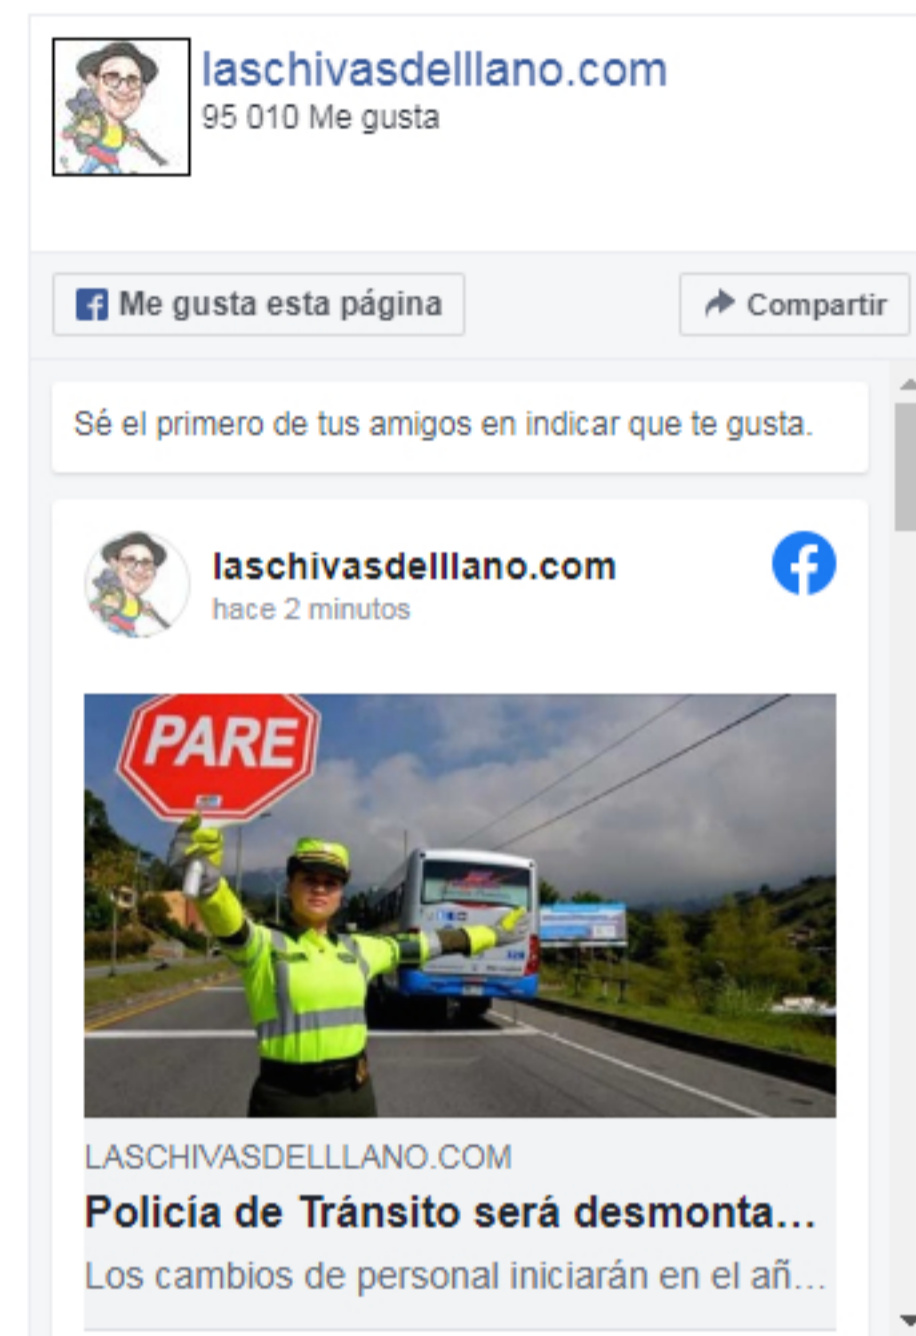 laschivasdelllano.com
95 010 Me gusta
Me gusta esta página
Compartir
Sé el primero de tus amigos en indicar que te gusta.
laschivasdelllano.com
hace 2 minutos
PARE
LASCHIVASDELLLANO.COM
Policía de Tránsito será desmonta...
Los cambios de personal iniciarán en el añ...